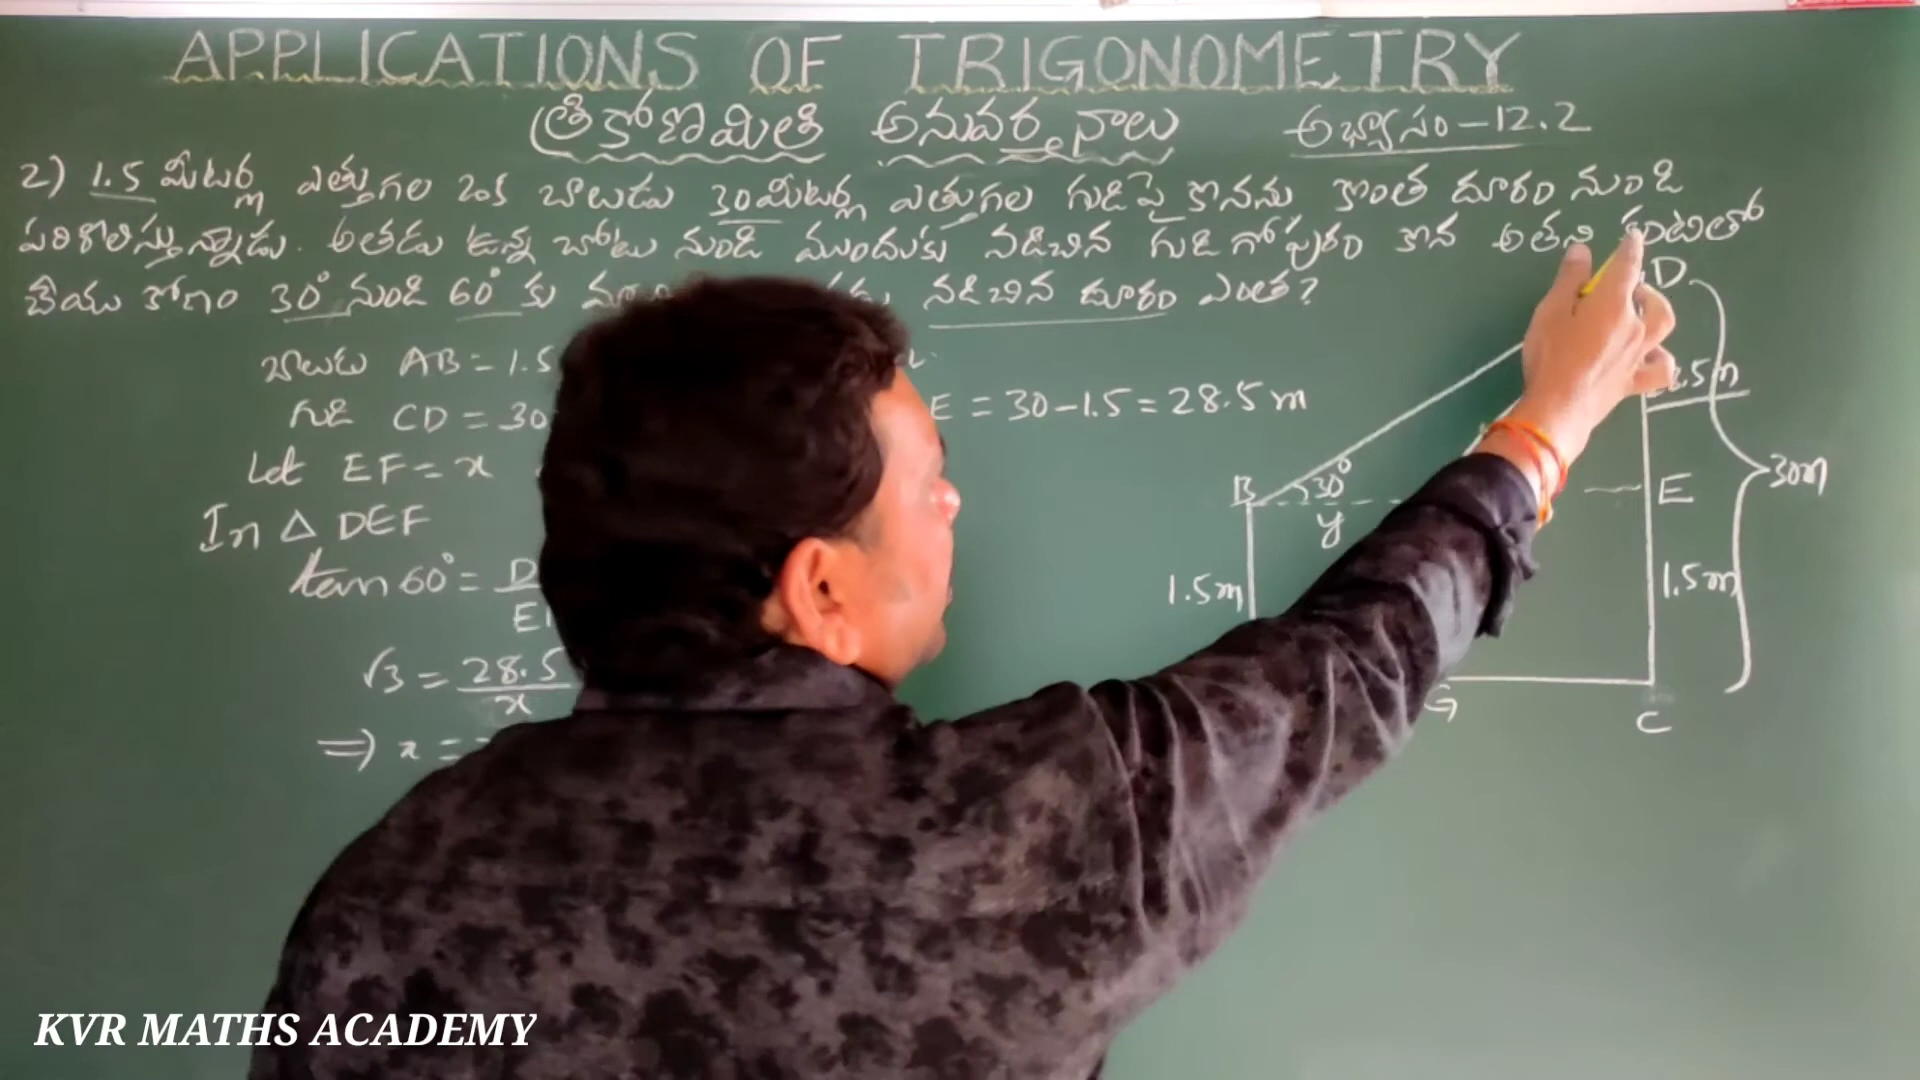 APPLICATIONS OF TRIGONOMETRY
త్రికోణమితి అనువర్తనాలు అభ్యాసం-12.2
2) 1.5 మీటర్ల ఎత్తుగల ఒక బాలుడు 30మీటర్ల ఎత్తుగల గుడిపై కొనను కొంత దూరం నుండి
పరిశీలిస్తున్నాడు. అతడు ఉన్న చోటు నుండి ముందుకు నడిచిన గుడి గోపురం కొన అతని కంటితో
చేయు కోణం 30° నుండి 60° కు నడిచిన దూరం ఎంత?
బాలుడు AB = 1.5
గుడి CD = 30
E = 30-1.5 = 28.5 m
Let EF = x
In △ DEF
tan 60° = D
E
√3 = 28.5
x
=> x =
D
.5m
30m
B 30° E
y
1.5m 1.5m
G C
KVR MATHS ACADEMY